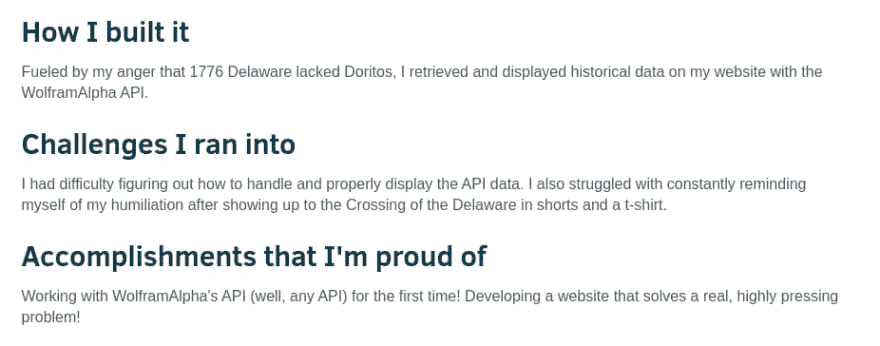 How I built it
Fueled by my anger that 1776 Delaware lacked Doritos, I retrieved and displayed historical data on my website with the
WolframAlpha API.
Challenges I ran into
I had difficulty figuring out how to handle and properly display the API data. I also struggled with constantly reminding
myself of my humiliation after showing up to the Crossing of the Delaware in shorts and a t-shirt.
Accomplishments that I'm proud of
Working with WolframAlpha's API (well, any API) for the first time! Developing a website that solves a real, highly pressing
problem!